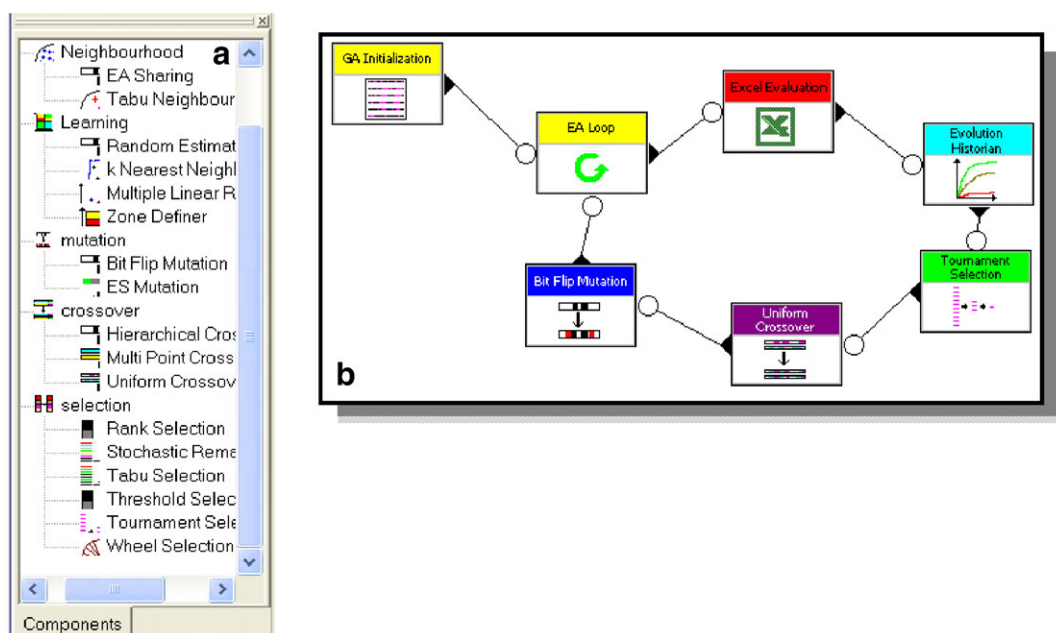 a
Neighbourhood
EA Sharing
Tabu Neighbour
Learning
Random Estimat
k Nearest Neighl
Multiple Linear R
Zone Definer
mutation
Bit Flip Mutation
ES Mutation
crossover
Hierarchical Cros
Multi Point Cross
Uniform Crossov
selection
Rank Selection
Stochastic Rema
Tabu Selection
Threshold Selec
Tournament Sele
Wheel Selection
Components
b
GA Initialization
EA Loop
Excel Evaluation
Evolution
Historian
Tournament
Selection
Uniform
Crossover
Bit Flip Mutation